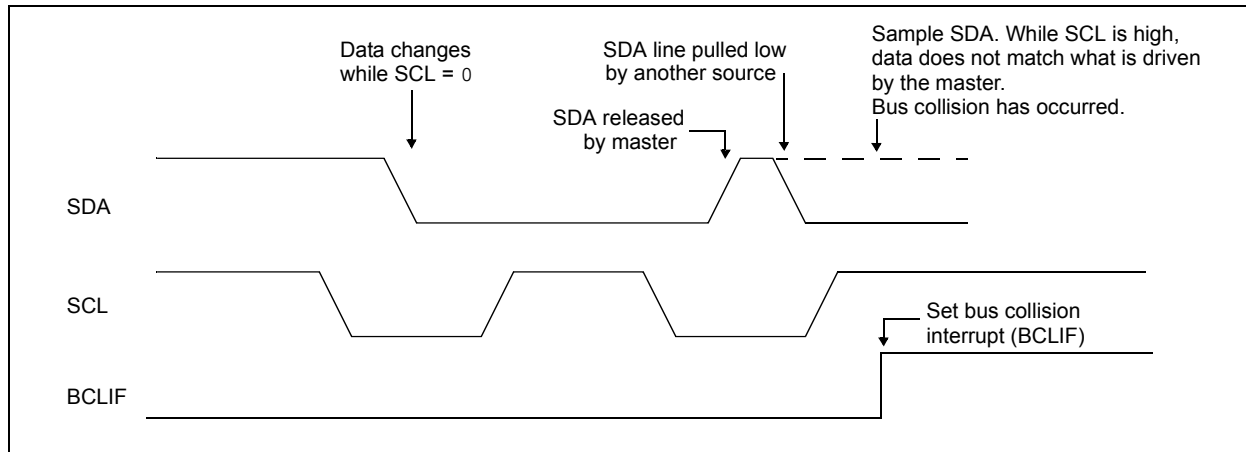 Data changes
while SCL = 0
SDA line pulled low
by another source
Sample SDA. While SCL is high,
data does not match what is driven
by the master.
Bus collision has occurred.
SDA released
by master
SDA
SCL
Set bus collision
interrupt (BCLIF)
BCLIF